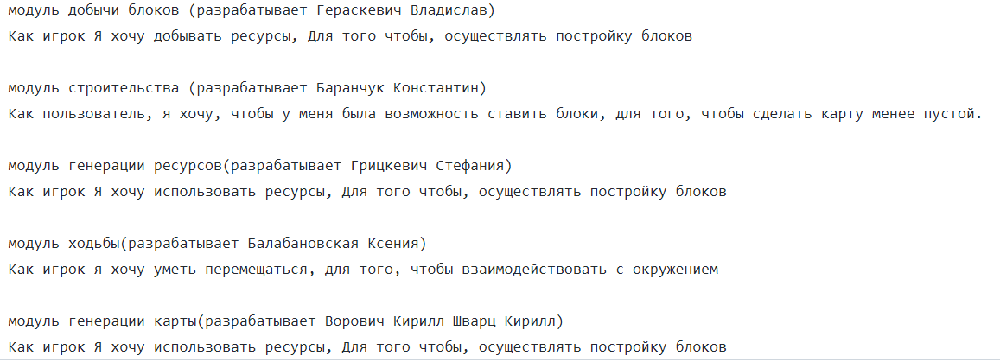 модуль добычи блоков (разрабатывает Гераскевич Владислав)
Как игрок Я хочу добывать ресурсы, Для того чтобы, осуществлять постройку блоков
модуль строительства (разрабатывает Баранчук Константин)
Как пользователь, я хочу, чтобы у меня была возможность ставить блоки, для того, чтобы сделать карту менее пустой.
модуль генерации ресурсов(разрабатывает Грицкевич Стефания)
Как игрок Я хочу использовать ресурсы, Для того чтобы, осуществлять постройку блоков
модуль ходьбы(разрабатывает Балабановская Ксения)
Как игрок я хочу уметь перемещаться, для того, чтобы взаимодействовать с окружением
модуль генерации карты(разрабатывает Ворович Кирилл Шварц Кирилл)
Как игрок Я хочу использовать ресурсы, Для того чтобы, осуществлять постройку блоков